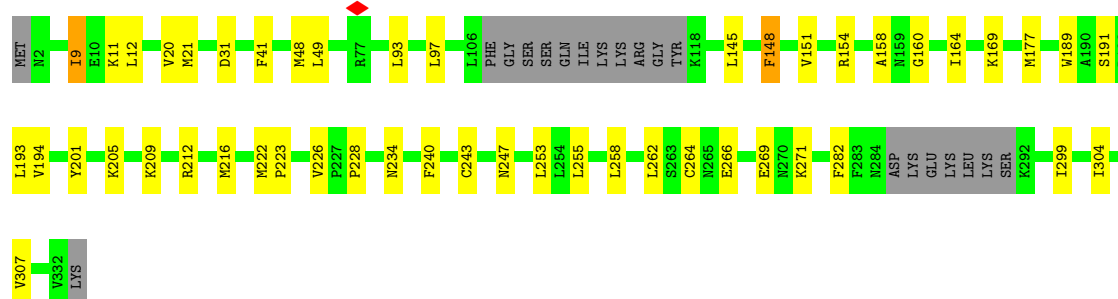 MET N2 I9 E10 K11 L12 V20 M21 D31 F41 M48 L49 R77 L93 L97 L106 PHE GLY SER SER GLN ILE LYS LYS ARG GLY TYR K118 L145 F148 V151 R154 A158 N159 G160 I164 K169 M177 W189 A190 S191
L193 V194 Y201 K205 K209 R212 M216 M222 P223 V226 P227 P228 N234 F240 C243 N247 L253 L254 L255 L258 L262 S263 C264 N265 E266 E269 N270 K271 F282 F283 N284 ASP LYS GLU LYS LEU LYS SER K292 I299 I304
V307 V332 LYS